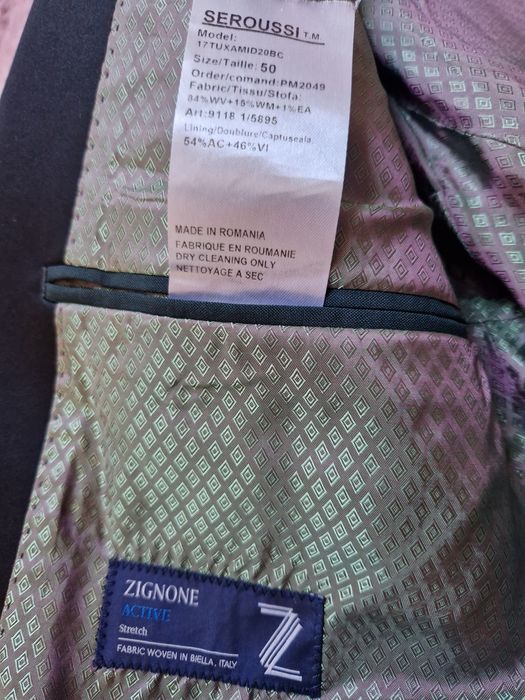 SEROUSSI T.M.
Model:
17TUXAMID20BC
Size/Taille: 50
Order/comand:PM2049
Fabric/Tissu/Stofa:
84%WV+15%WM+1%EA
Art:9118 1/5895
Lining/Doublure/Captuseala
54%AC+46%VI
MADE IN ROMANIA
FABRIQUE EN ROUMANIE
DRY CLEANING ONLY
NETTOYAGE A SEC
ZIGNONE
ACTIVE
Stretch
FABRIC WOVEN IN BIELLA, ITALY